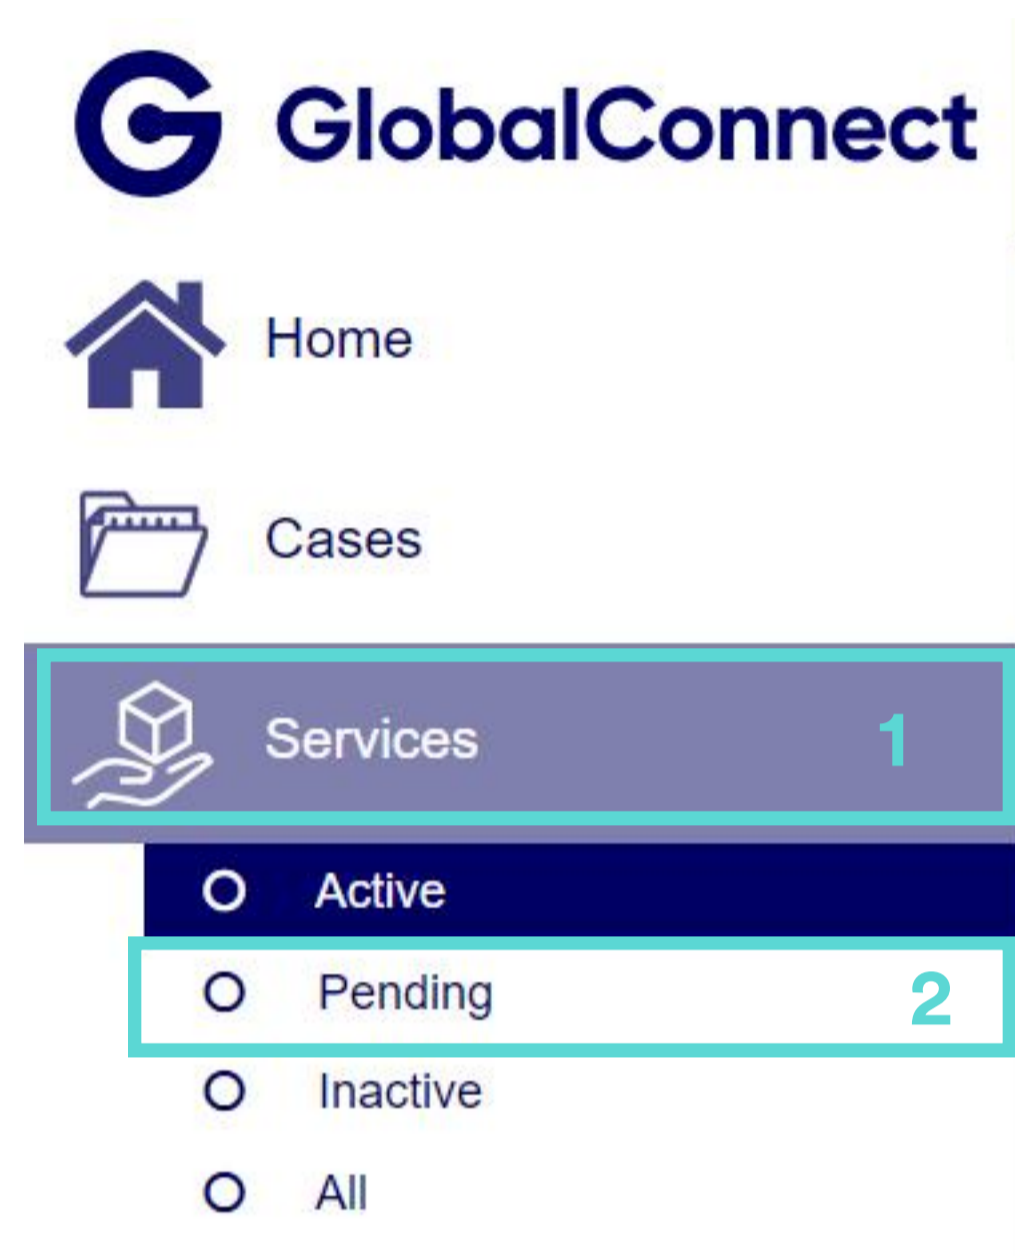 GlobalConnect
Home
Cases
Services 1
Active
Pending 2
Inactive
All